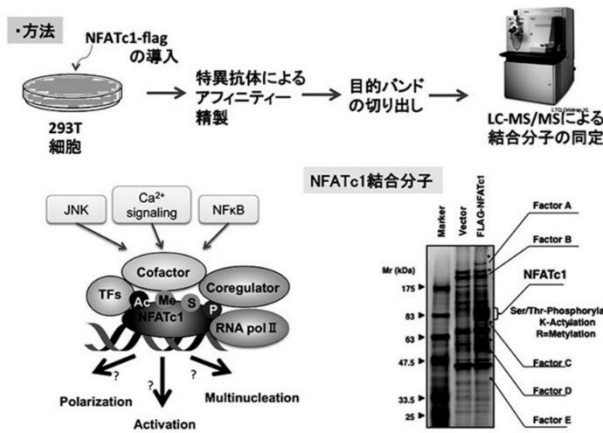 ・方法
NFATc1-flag
の導入
293T
細胞
特異抗体による
アフィニティー
精製
目的バンド
の切り出し
LC-MS/MSによる
結合分子の同定
JNK
Ca2+
signaling
NFκB
Cofactor
TFs
Coregulator
Ac
Me
S
P
NFATc1
RNA pol Ⅱ
?
?
?
Polarization
Activation
Multinucleation
NFATc1結合分子
Marker
Vector
FLAG-NFATc1
Mr (kDa)
175
83
63
47.5
33.5
25
Factor A
Factor B
NFATc1
Ser/Thr-Phosphoryla
K-Actylation
R=Metylation
Factor C
Factor D
Factor E